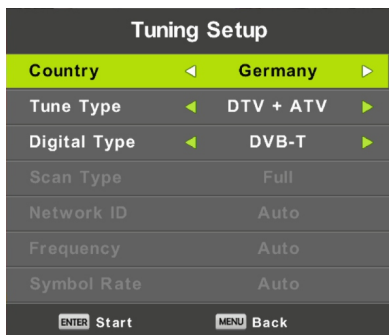 Tuning Setup
Country Germany
Tune Type DTV + ATV
Digital Type DVB-T
Scan Type Full
Network ID Auto
Frequency Auto
Symbol Rate Auto
ENTER Start MENU Back